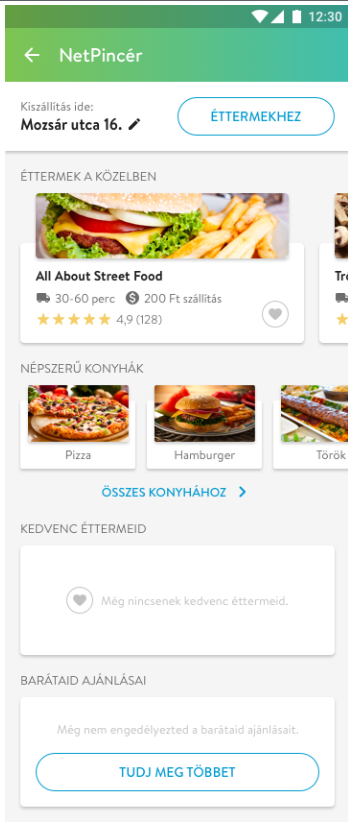 12:30
NetPincér
Kiszállítás ide:
Mozsár utca 16.
ÉTTERMEKHEZ
ÉTTERMEK A KÖZELBEN
All About Street Food
30-60 perc 200 Ft szállítás
4,9 (128)
NÉPSZERŰ KONYHÁK
Pizza
Hamburger
Török
ÖSSZES KONYHÁHOZ
KEDVENC ÉTTERMEID
Még nincsenek kedvenc éttermeid.
BARÁTAID AJÁNLÁSAI
Még nem engedélyezted a barátaid ajánlásait.
TUDJ MEG TÖBBET